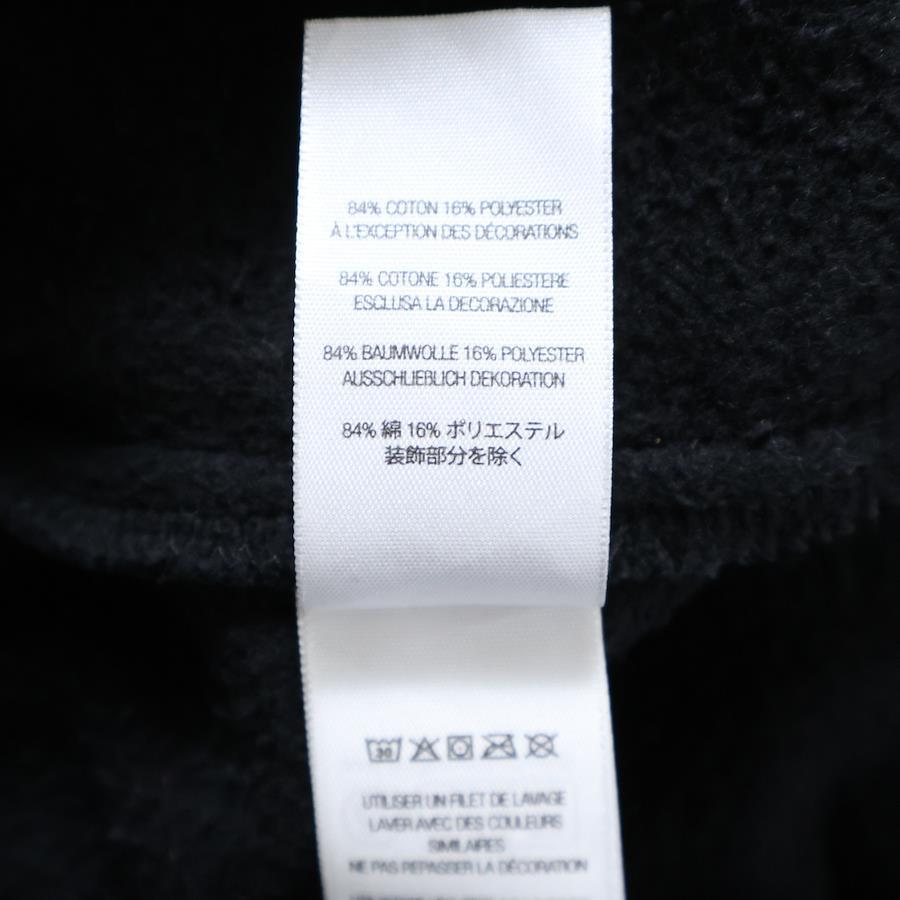 84% COTON 16% POLYESTER
À L'EXCEPTION DES DÉCORATIONS
84% COTONE 16% POLIESTERE
ESCLUSA LA DECORAZIONE
84% BAUMWOLLE 16% POLYESTER
AUSSCHLIEBLICH DEKORATION
84% 綿 16% ポリエステル
装飾部分を除く
30
UTILISER UN FILET DE LAVAGE
LAVER AVEC DES COULEURS
SIMILAIRES
NE PAS REPASSER LA DÉCORATION